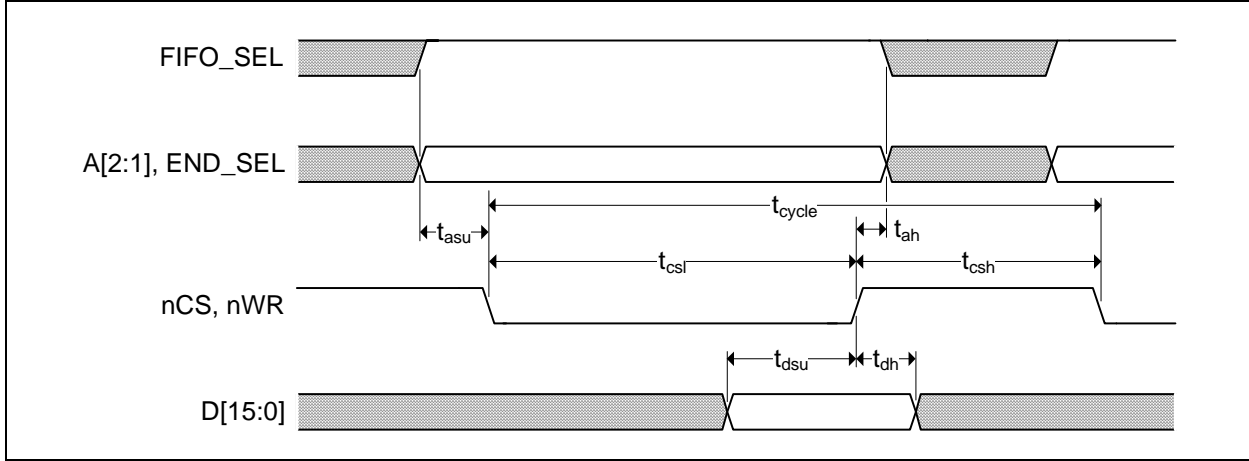 FIFO_SEL
A[2:1], END_SEL
tcycle
tasu
tah
tcsl
tcsh
nCS, nWR
tdsu
tdh
D[15:0]